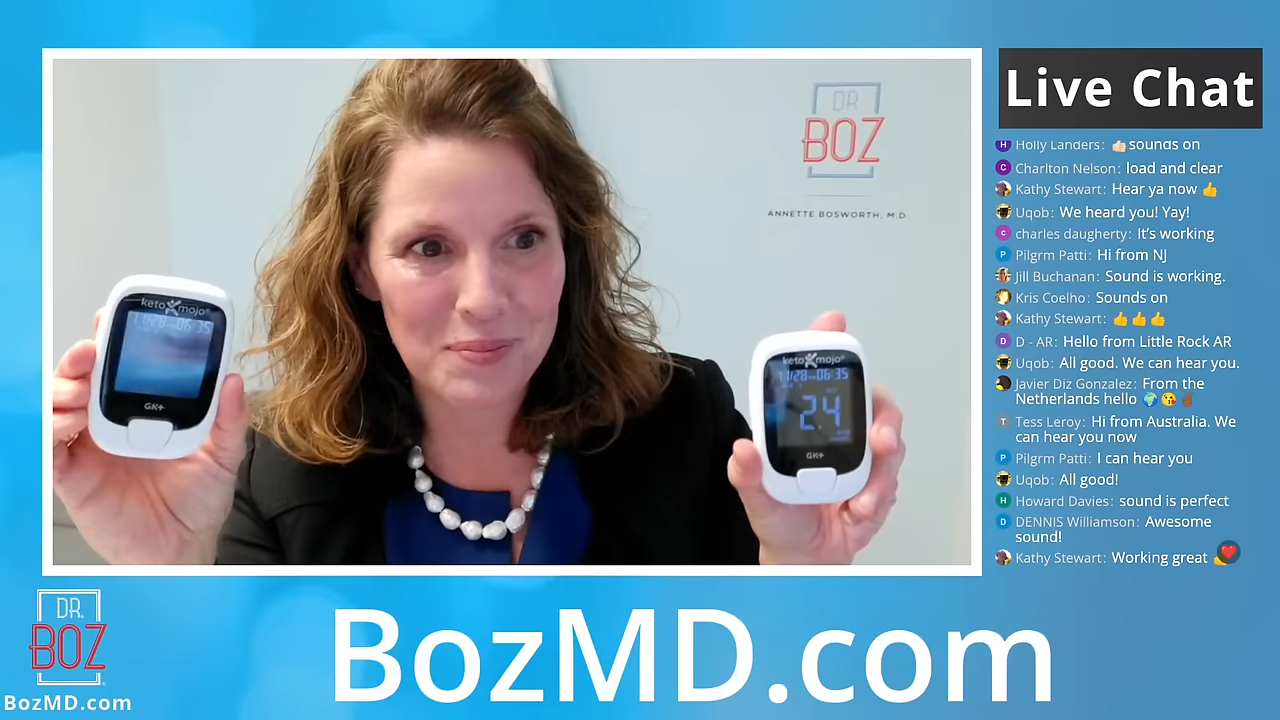 Live Chat
Holly Landers: 👍🏻sounds on
Charlton Nelson: load and clear
Kathy Stewart: Hear ya now 👍
Uqob: We heard you! Yay!
charles daugherty: It’s working
Pilgrm Patti: Hi from NJ
Jill Buchanan: Sound is working.
Kris Coelho: Sounds on
Kathy Stewart: 👍👍👍
D - AR: Hello from Little Rock AR
Uqob: All good. We can hear you.
Javier Diz Gonzalez: From the
Netherlands hello 🌍😘✌🏾
Tess Leroy: Hi from Australia. We
can hear you now
Pilgrm Patti: I can hear you
Uqob: All good!
Howard Davies: sound is perfect
DENNIS Williamson: Awesome
sound!
Kathy Stewart: Working great
DR
BOZ
ANNETTE BOSWORTH, M.D
keto mojo®
11/28-06:35
GK+
keto mojo®
11/28-06:35
24
GK+
DR.
BOZ
BozMD.com
BozMD.com